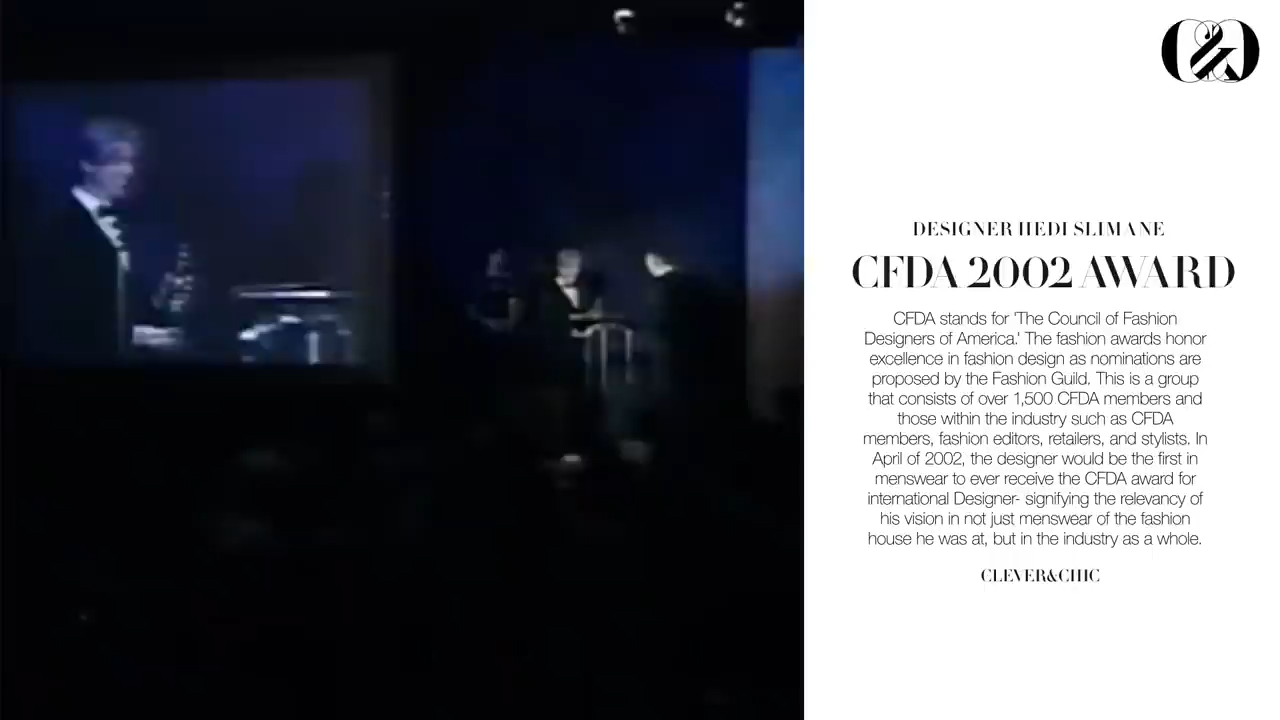 C&C
DESIGNER HEDI SLIMANE
CFDA 2002 AWARD
CFDA stands for 'The Council of Fashion
Designers of America.' The fashion awards honor
excellence in fashion design as nominations are
proposed by the Fashion Guild. This is a group
that consists of over 1,500 CFDA members and
those within the industry such as CFDA
members, fashion editors, retailers, and stylists. In
April of 2002, the designer would be the first in
menswear to ever receive the CFDA award for
international Designer- signifying the relevancy of
his vision in not just menswear of the fashion
house he was at, but in the industry as a whole.
CLEVER&CHIC